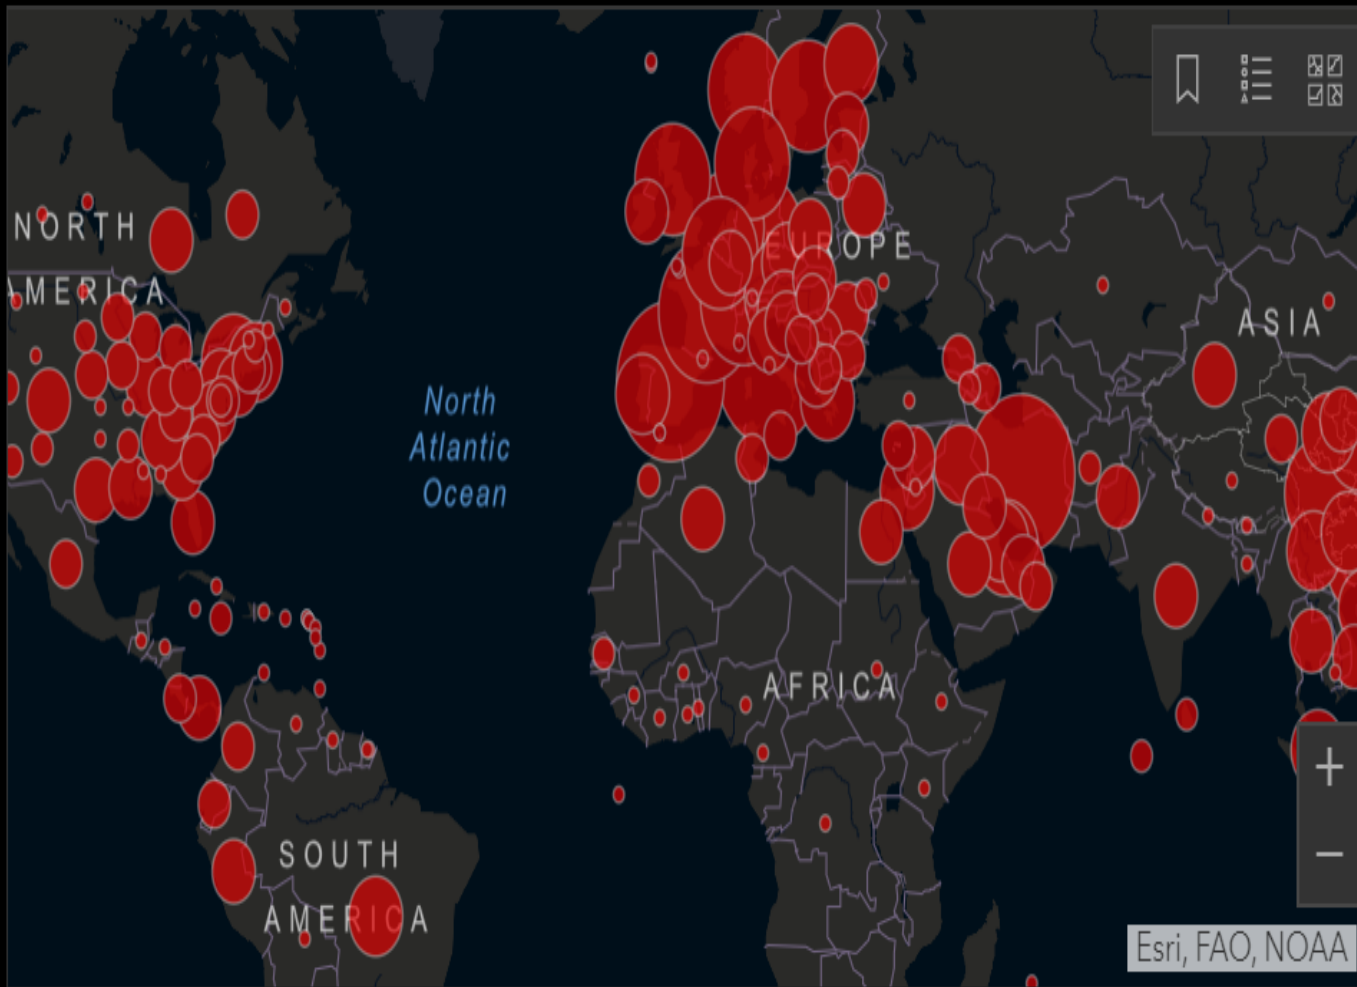 NORTH
AMERICA
EUROPE
ASIA
North
Atlantic
Ocean
AFRICA
SOUTH
AMERICA
+
−
Esri, FAO, NOAA